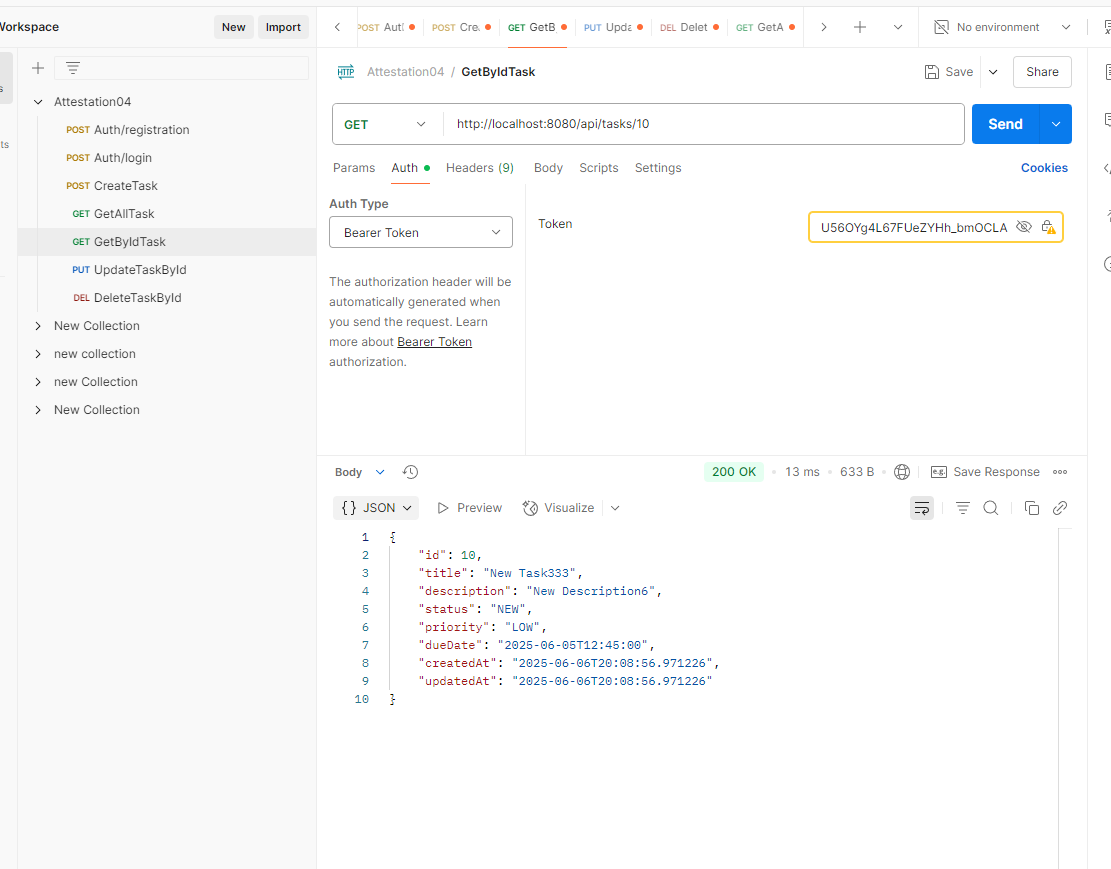 Workspace
New
Import
POST
POST
GET GetB
PUT
DEL Delet
GET GetA
No environment
Attestation04
POST Auth/registration
POST Auth/login
POST CreateTask
GET GetAllTask
GET GetByIdTask
PUT UpdateTaskById
DEL DeleteTaskById
New Collection
new collection
new Collection
New Collection
HTTP Attestation04 / GetByIdTask
Save
Share
GET
http://localhost:8080/api/tasks/10
Send
Params Auth Headers (9) Body Scripts Settings
Cookies
Auth Type
Bearer Token
The authorization header will be
automatically generated when
you send the request. Learn
more about Bearer Token
authorization.
Token
U56OYg4L67FUeZYHh_bmOCLA
Body
200 OK • 13 ms • 633 B
e.g. Save Response
{} JSON
Preview
Visualize
1 {
2 "id": 10,
3 "title": "New Task333",
4 "description": "New Description6",
5 "status": "NEW",
6 "priority": "LOW",
7 "dueDate": "2025-06-05T12:45:00",
8 "createdAt": "2025-06-06T20:08:56.971226",
9 "updatedAt": "2025-06-06T20:08:56.971226"
10 }